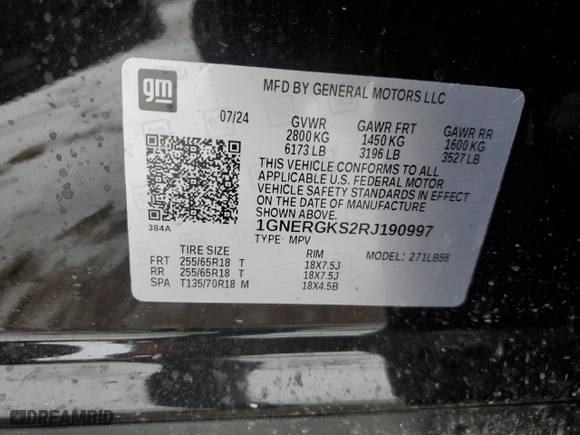 gm
MFD BY GENERAL MOTORS LLC
07/24 GVWR GAWR FRT GAWR RR
2800 KG 1450 KG 1600 KG
6173 LB 3196 LB 3527 LB
THIS VEHICLE CONFORMS TO ALL
APPLICABLE U.S. FEDERAL MOTOR
VEHICLE SAFETY STANDARDS IN EFFECT
ON THE DATE OF MANUFACTURE
SHOWN ABOVE.
384A 1GNERGKS2RJ190997
TYPE: MPV MODEL: 271LB56
TIRE SIZE RIM
FRT 255/65R18 T 18X7.5J
RR 255/65R18 T 18X7.5J
SPA T135/70R18 M 18X4.5B
DREAMBID